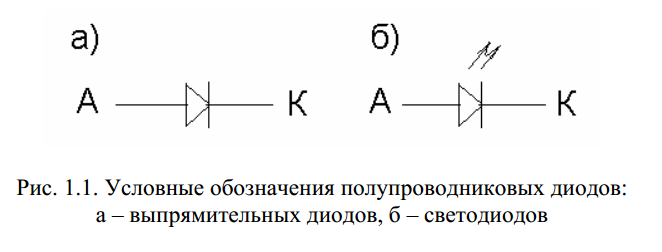 а) б)
А К А К
Рис. 1.1. Условные обозначения полупроводниковых диодов:
а – выпрямительных диодов, б – светодиодов